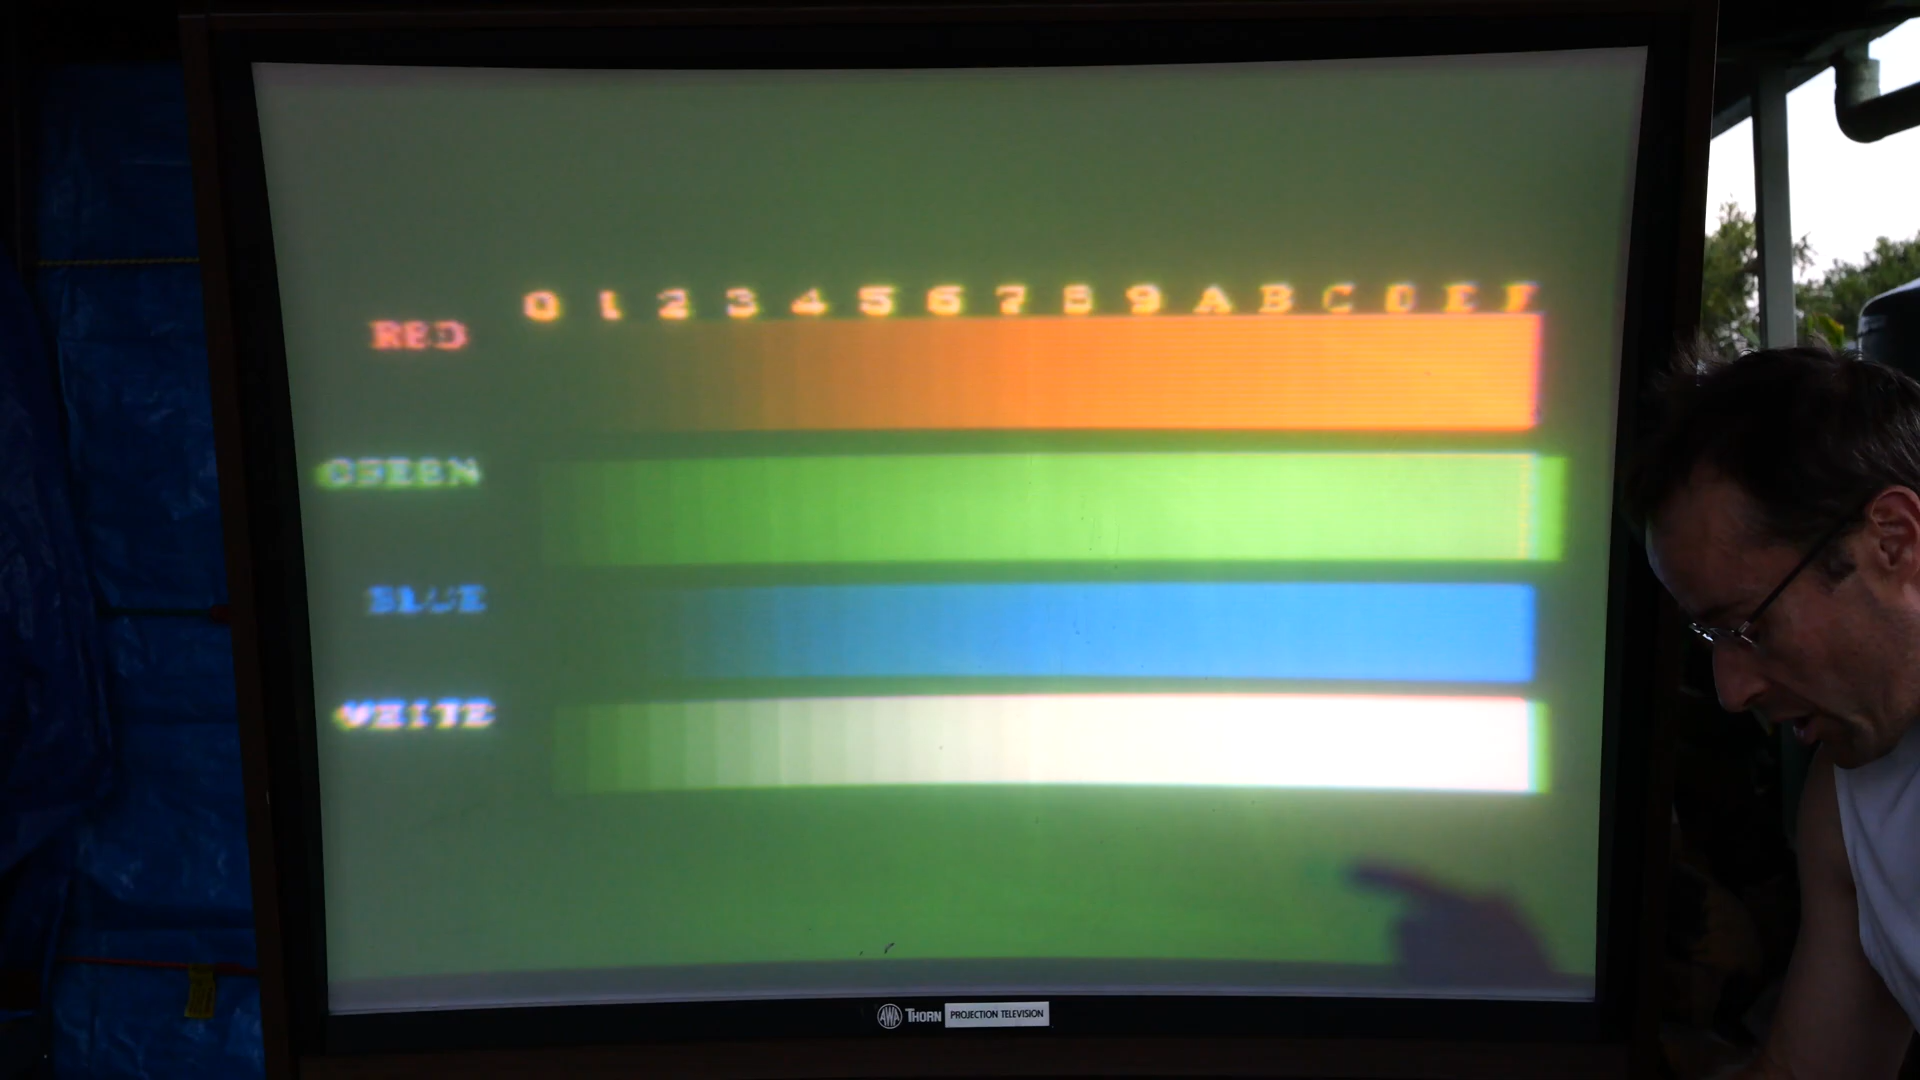 0 1 2 3 4 5 6 7 8 9 A B C D E F
RED
GREEN
BLUE
WHITE
AWA THORN PROJECTION TELEVISION